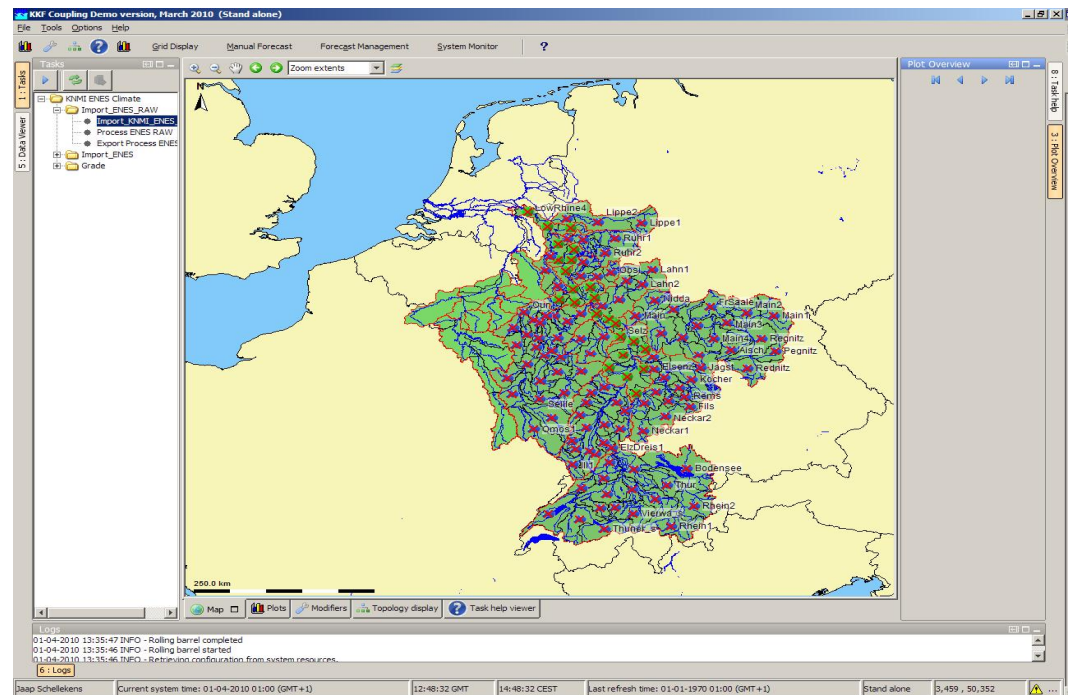 KKF Coupling Demo version, March 2010 (Stand alone)
File Tools Options Help
Grid Display Manual Forecast Forecast Management System Monitor ?
Tasks
Zoom extents
Plot Overview
1 : Tasks
5 : Data Viewer
8 : Task help
3 : Plot Overview
KNMI ENES Climate
Import_ENES_RAW
Import_KNMI_ENES_
Process ENES RAW
Export Process ENES
Import_ENES
Grade
N
LowRhine4
Lippe2
Lippe1
Ruhr1
Ruhr2
Lahn1
Lahn2
Nidda
FrSaale
Main2
Main1
Main
Main3
Selz
Main4
Regnitz
Aisch
Pegnitz
Elsenz
Jagst
Rednitz
Kocher
Rems
Fils
Seille
Neckar2
Neckar1
ElzDreis1
Bodensee
Thur
Rhein2
Vierwa
Rhein1
250.0 km
Map Plots Modifiers Topology display Task help viewer
Logs
01-04-2010 13:35:47 INFO - Rolling barrel completed
01-04-2010 13:35:46 INFO - Rolling barrel started
01-04-2010 13:35:46 INFO - Retrieving configuration from system resources.
6 : Logs
Jaap Schellekens Current system time: 01-04-2010 01:00 (GMT+1) 12:48:32 GMT 14:48:32 CEST Last refresh time: 01-01-1970 01:00 (GMT+1) Stand alone 3,459 , 50,352 ...